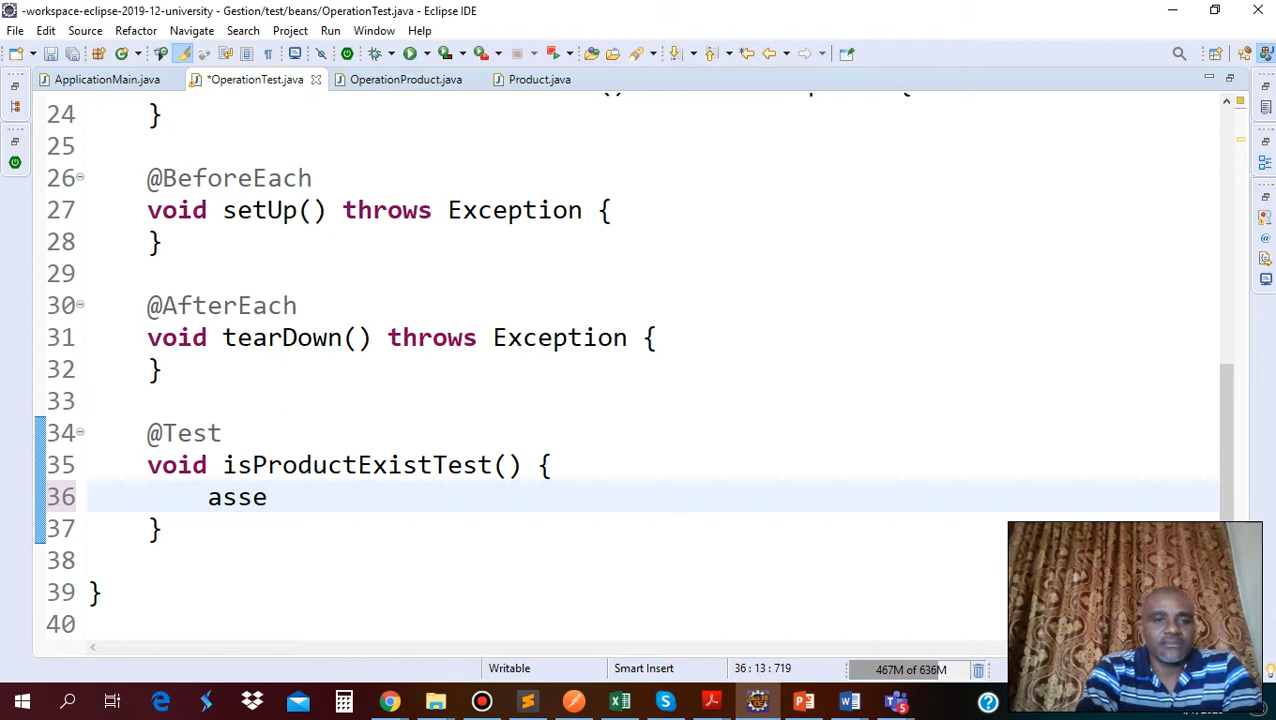 -workspace-eclipse-2019-12-university - Gestion/test/beans/OperationTest.java - Eclipse IDE
File Edit Source Refactor Navigate Search Project Run Window Help
ApplicationMain.java *OperationTest.java OperationProduct.java Product.java
24 }
25
26 @BeforeEach
27 void setUp() throws Exception {
28 }
29
30 @AfterEach
31 void tearDown() throws Exception {
32 }
33
34 @Test
35 void isProductExistTest() {
36 asse
37 }
38
39 }
40
Writable Smart Insert 36 : 13 : 719 467M of 636M